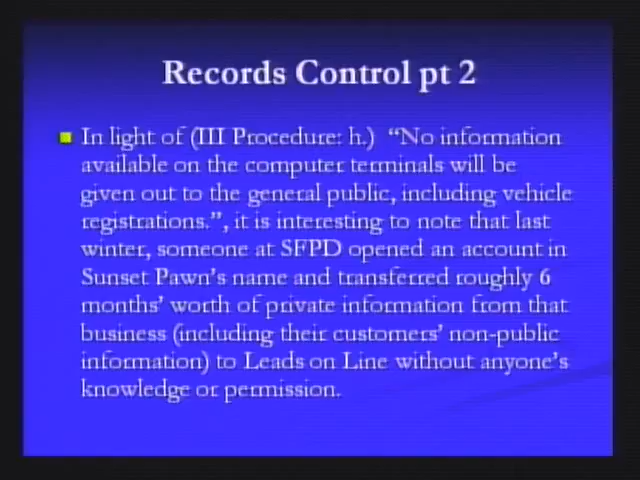 Records Control pt 2
In light of (III Procedure: h.) “No information
available on the computer terminals will be
given out to the general public, including vehicle
registrations.”, it is interesting to note that last
winter, someone at SFPD opened an account in
Sunset Pawn’s name and transferred roughly 6
months’ worth of private information from that
business (including their customers’ non-public
information) to Leads on Line without anyone’s
knowledge or permission.